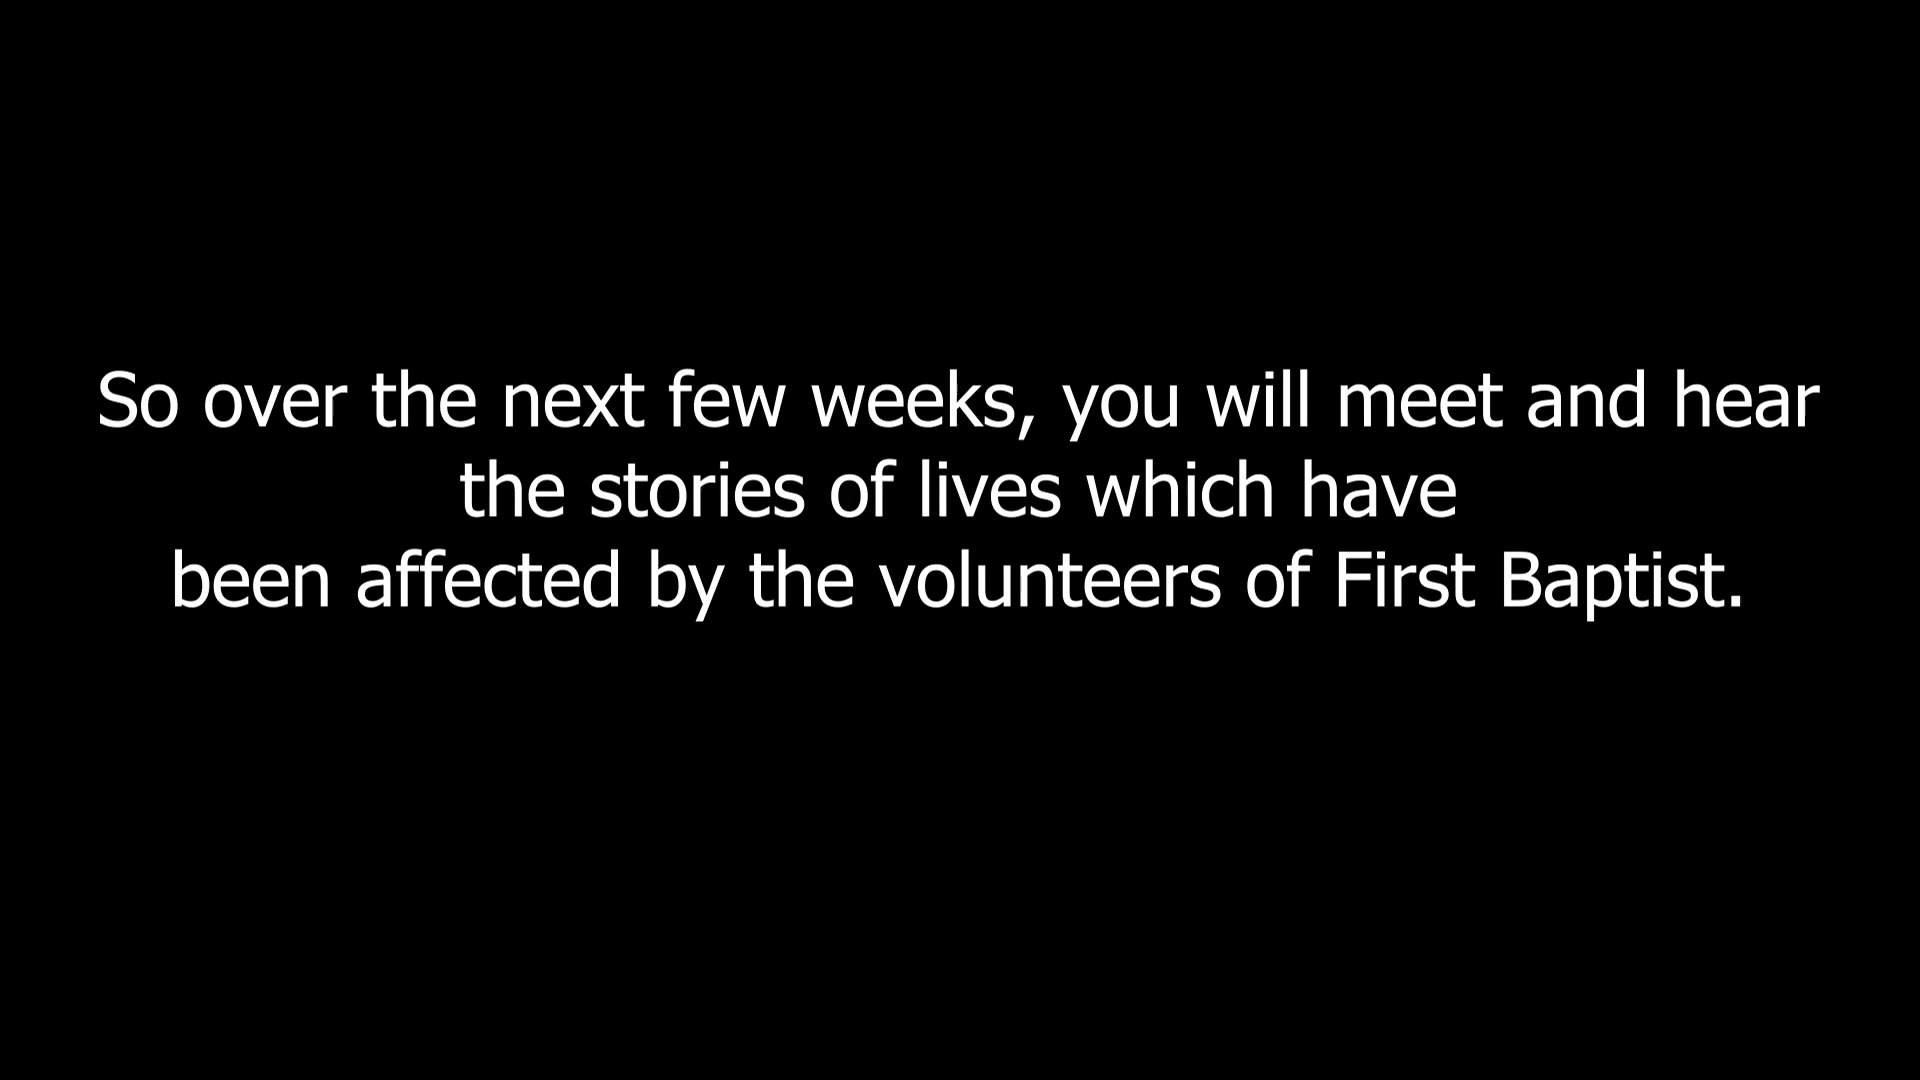 So over the next few weeks, you will meet and hear
the stories of lives which have
been affected by the volunteers of First Baptist.